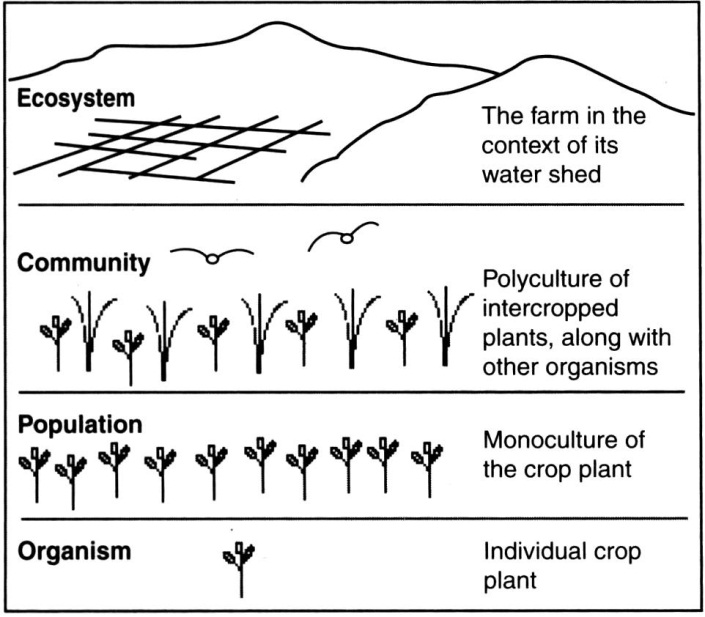 Ecosystem
The farm in the
context of its
water shed
Community
Polyculture of
intercropped
plants, along with
other organisms
Population
Monoculture of
the crop plant
Organism
Individual crop
plant